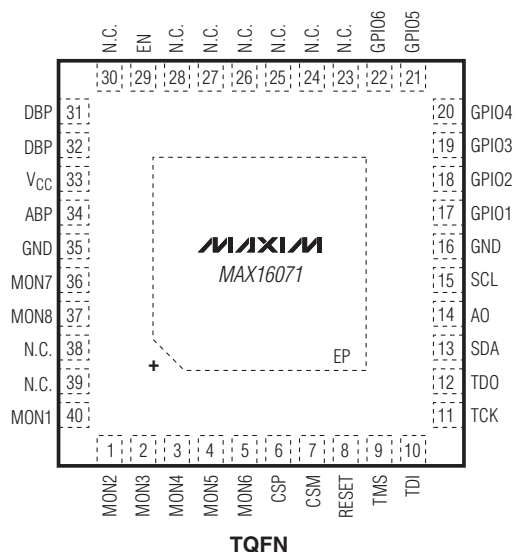 N.C. EN N.C. N.C. N.C. N.C. N.C. N.C. GPIO6 GPIO5
30 29 28 27 26 25 24 23 22 21
DBP 31 20 GPIO4
DBP 32 19 GPIO3
VCC 33 18 GPIO2
ABP 34 17 GPIO1
GND 35 MAXIM 16 GND
MON7 36 MAX16071 15 SCL
MON8 37 14 A0
N.C. 38 EP 13 SDA
N.C. 39 + 12 TDO
MON1 40 11 TCK
1 2 3 4 5 6 7 8 9 10
MON2 MON3 MON4 MON5 MON6 CSP CSM RESET TMS TDI
TQFN